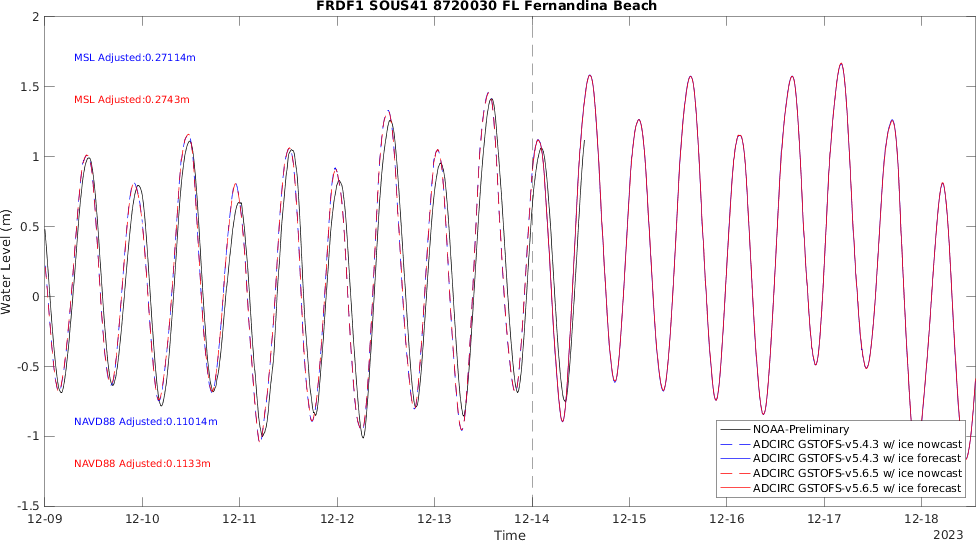 FRDF1 SOUS41 8720030 FL Fernandina Beach
2
MSL Adjusted:0.27114m
1.5
MSL Adjusted:0.2743m
1
0.5
Water Level (m)
0
-0.5
NAVD88 Adjusted:0.11014m
-1
NAVD88 Adjusted:0.1133m
-1.5
NOAA-Preliminary
ADCIRC GSTOFS-v5.4.3 w/ ice nowcast
ADCIRC GSTOFS-v5.4.3 w/ ice forecast
ADCIRC GSTOFS-v5.6.5 w/ ice nowcast
ADCIRC GSTOFS-v5.6.5 w/ ice forecast
12-09 12-10 12-11 12-12 12-13 12-14 12-15 12-16 12-17 12-18
Time
2023